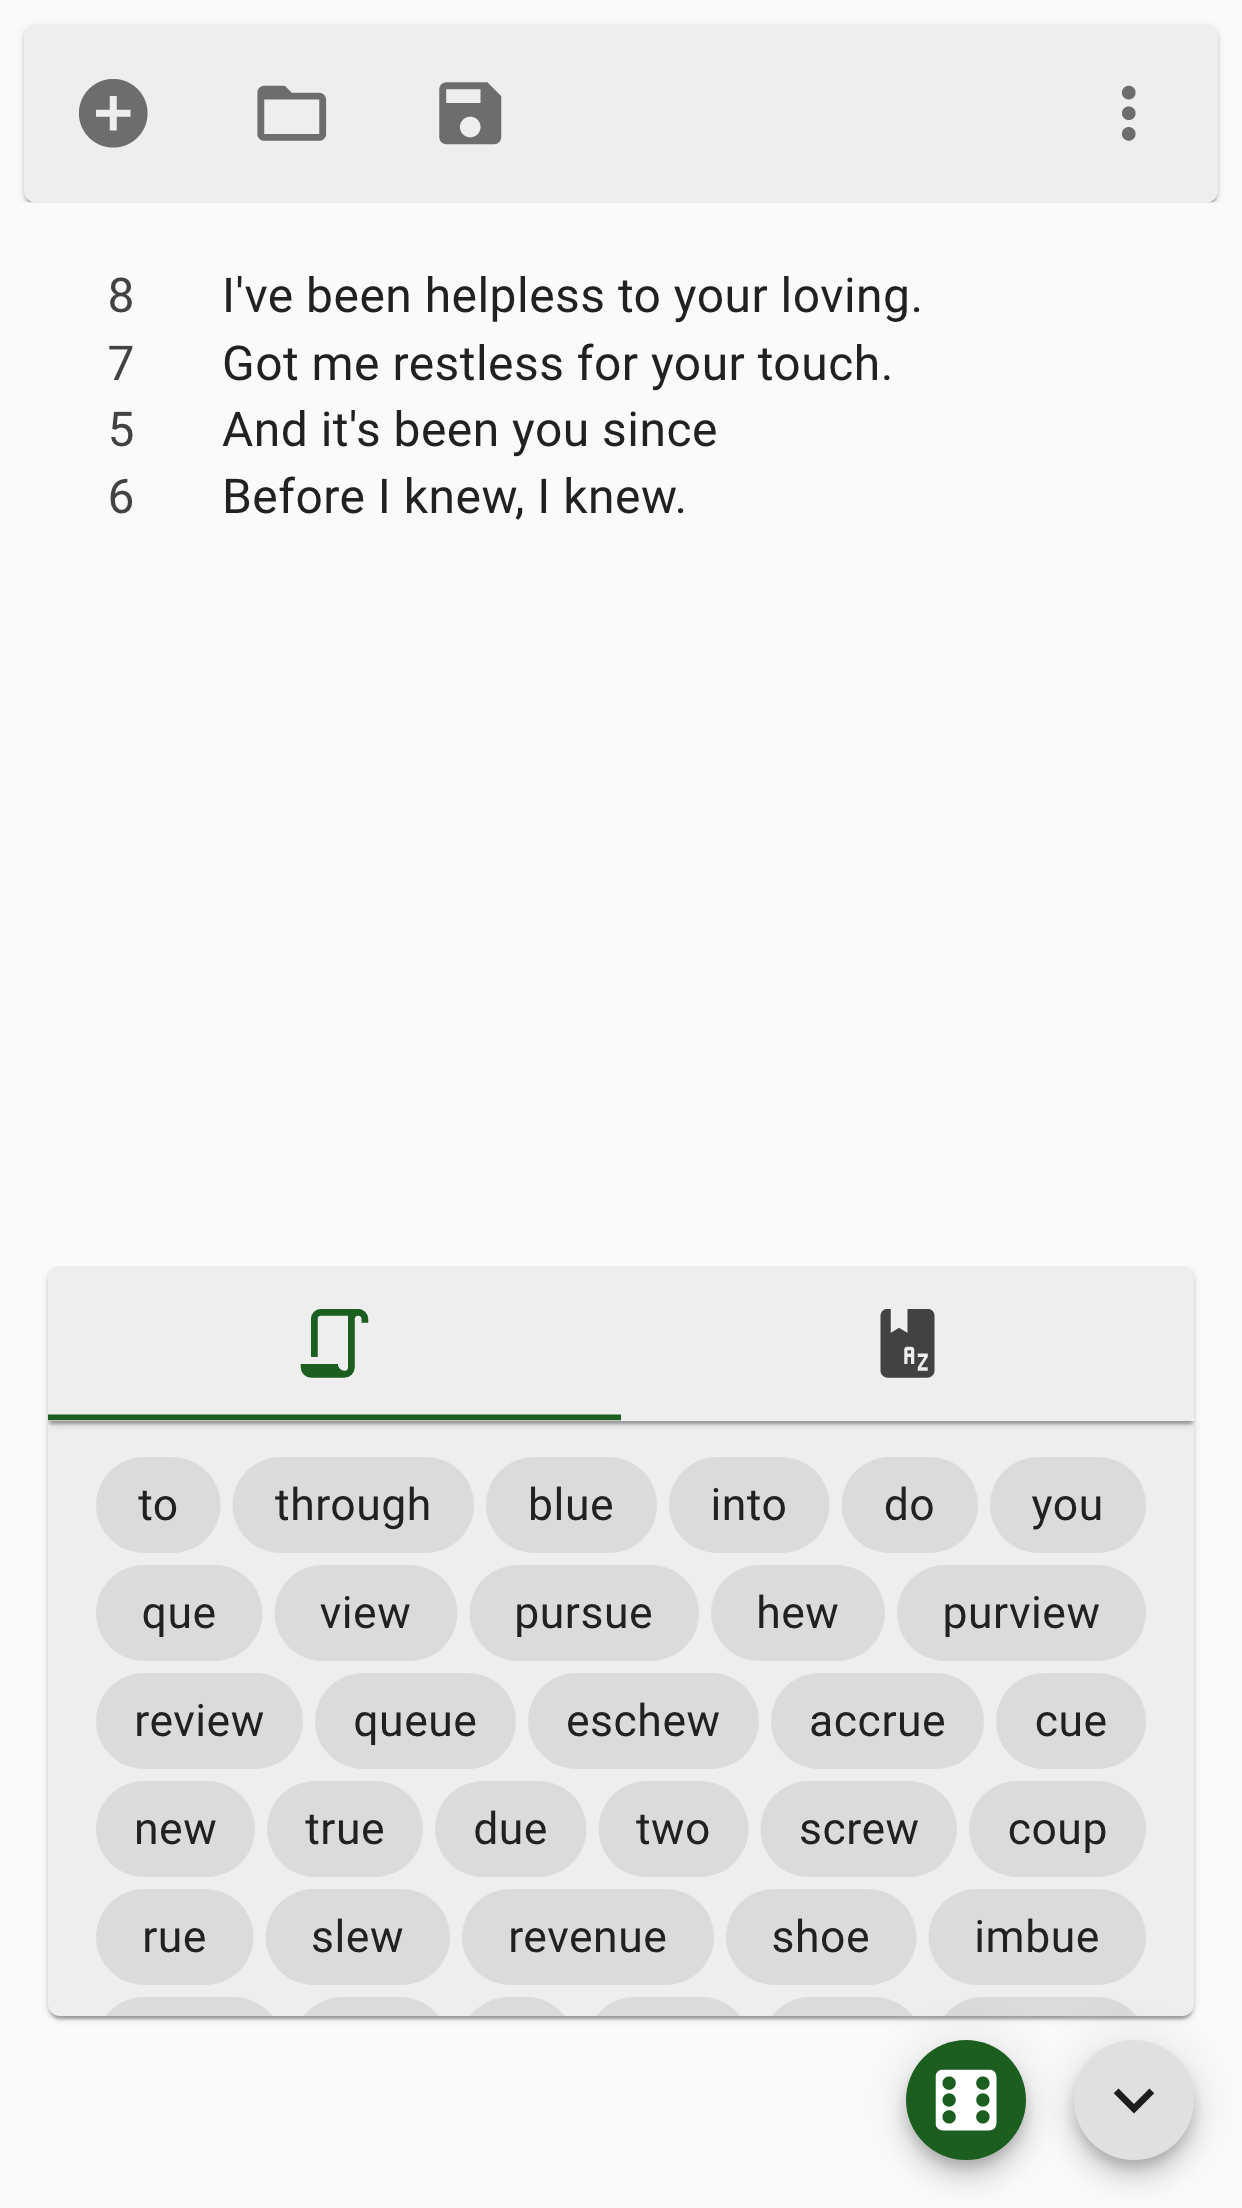 8 I've been helpless to your loving.
7 Got me restless for your touch.
5 And it's been you since
6 Before I knew, I knew.
AZ
to through blue into do you
que view pursue hew purview
review queue eschew accrue cue
new true due two screw coup
rue slew revenue shoe imbue